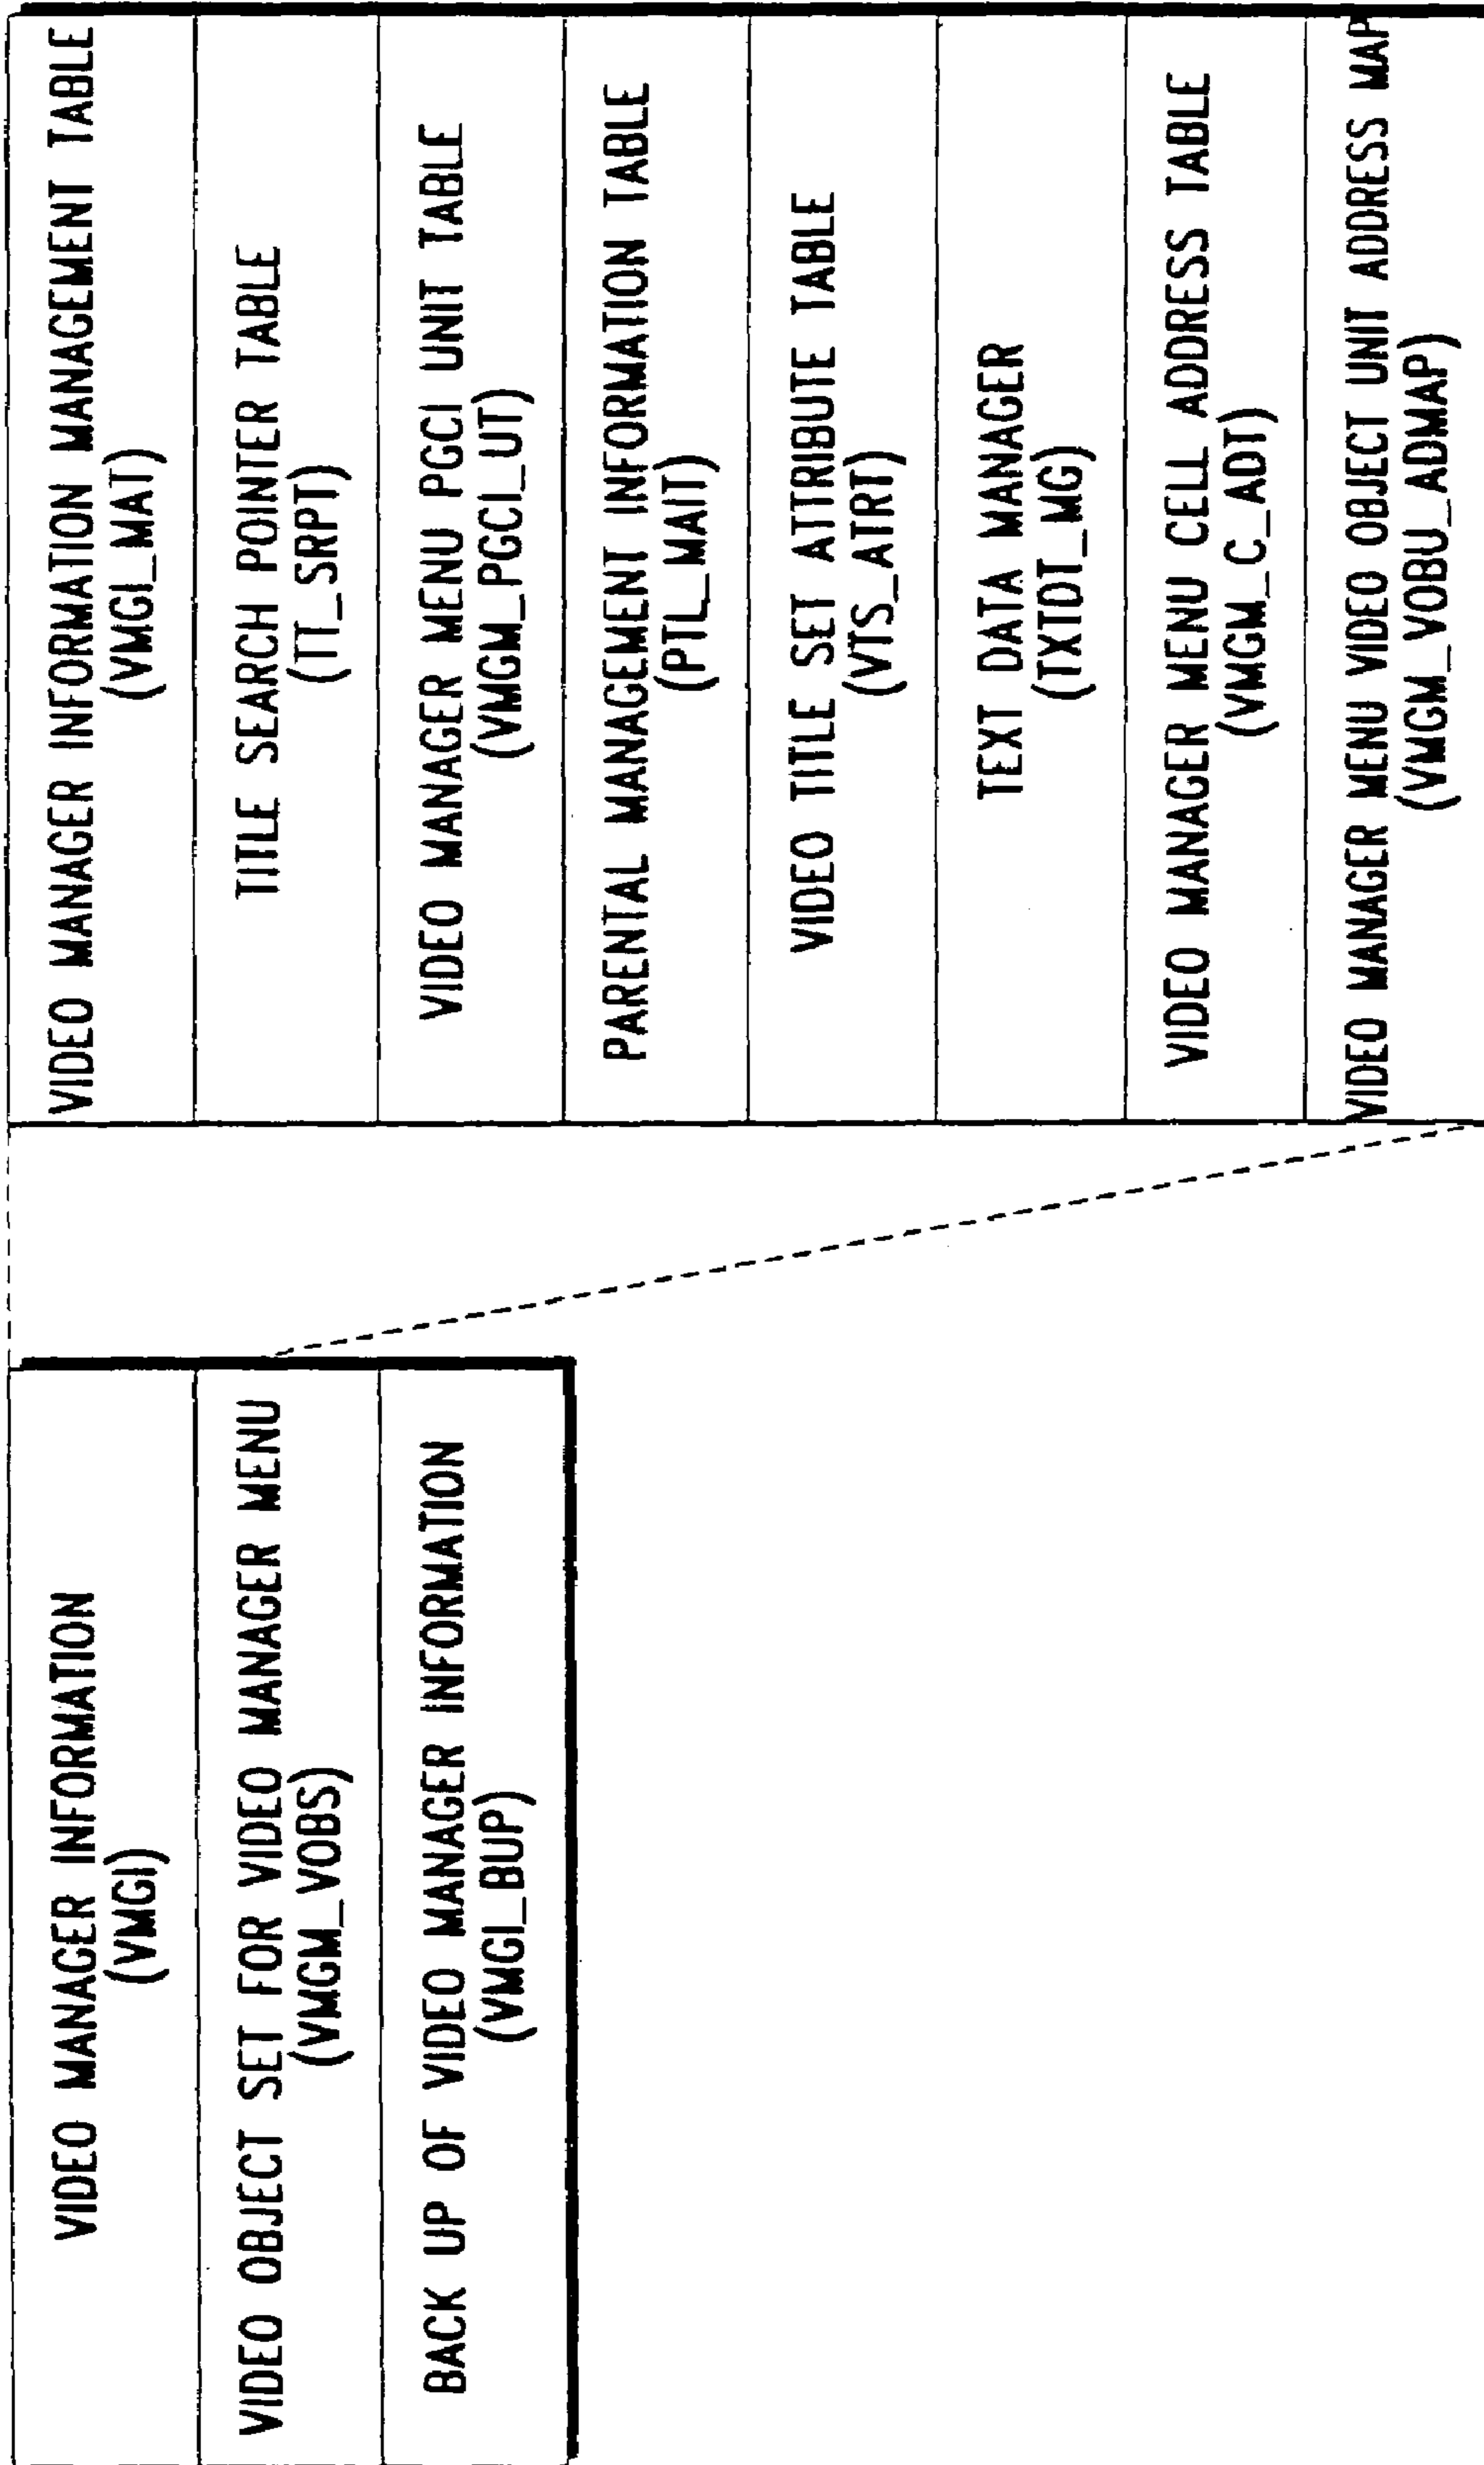 VIDEO MANAGER INFORMATION
(VMGI)
VIDEO OBJECT SET FOR VIDEO MANAGER MENU
(VMGM_VOBS)
BACK UP OF VIDEO MANAGER INFORMATION
(VMGI_BUP)
VIDEO MANAGER INFORMATION MANAGEMENT TABLE
(VMGI_MAT)
TITLE SEARCH POINTER TABLE
(TT_SRPT)
VIDEO MANAGER MENU PGCI UNIT TABLE
(VMGM_PGCI_UT)
PARENTAL MANAGEMENT INFORMATION TABLE
(PTL_MAIT)
VIDEO TITLE SET ATTRIBUTE TABLE
(VTS_ATRT)
TEXT DATA MANAGER
(TXTDT_MG)
VIDEO MANAGER MENU CELL ADDRESS TABLE
(VMGM_C_ADT)
VIDEO MANAGER MENU VIDEO OBJECT UNIT ADDRESS MAP
(VMGM_VOBU_ADMAP)